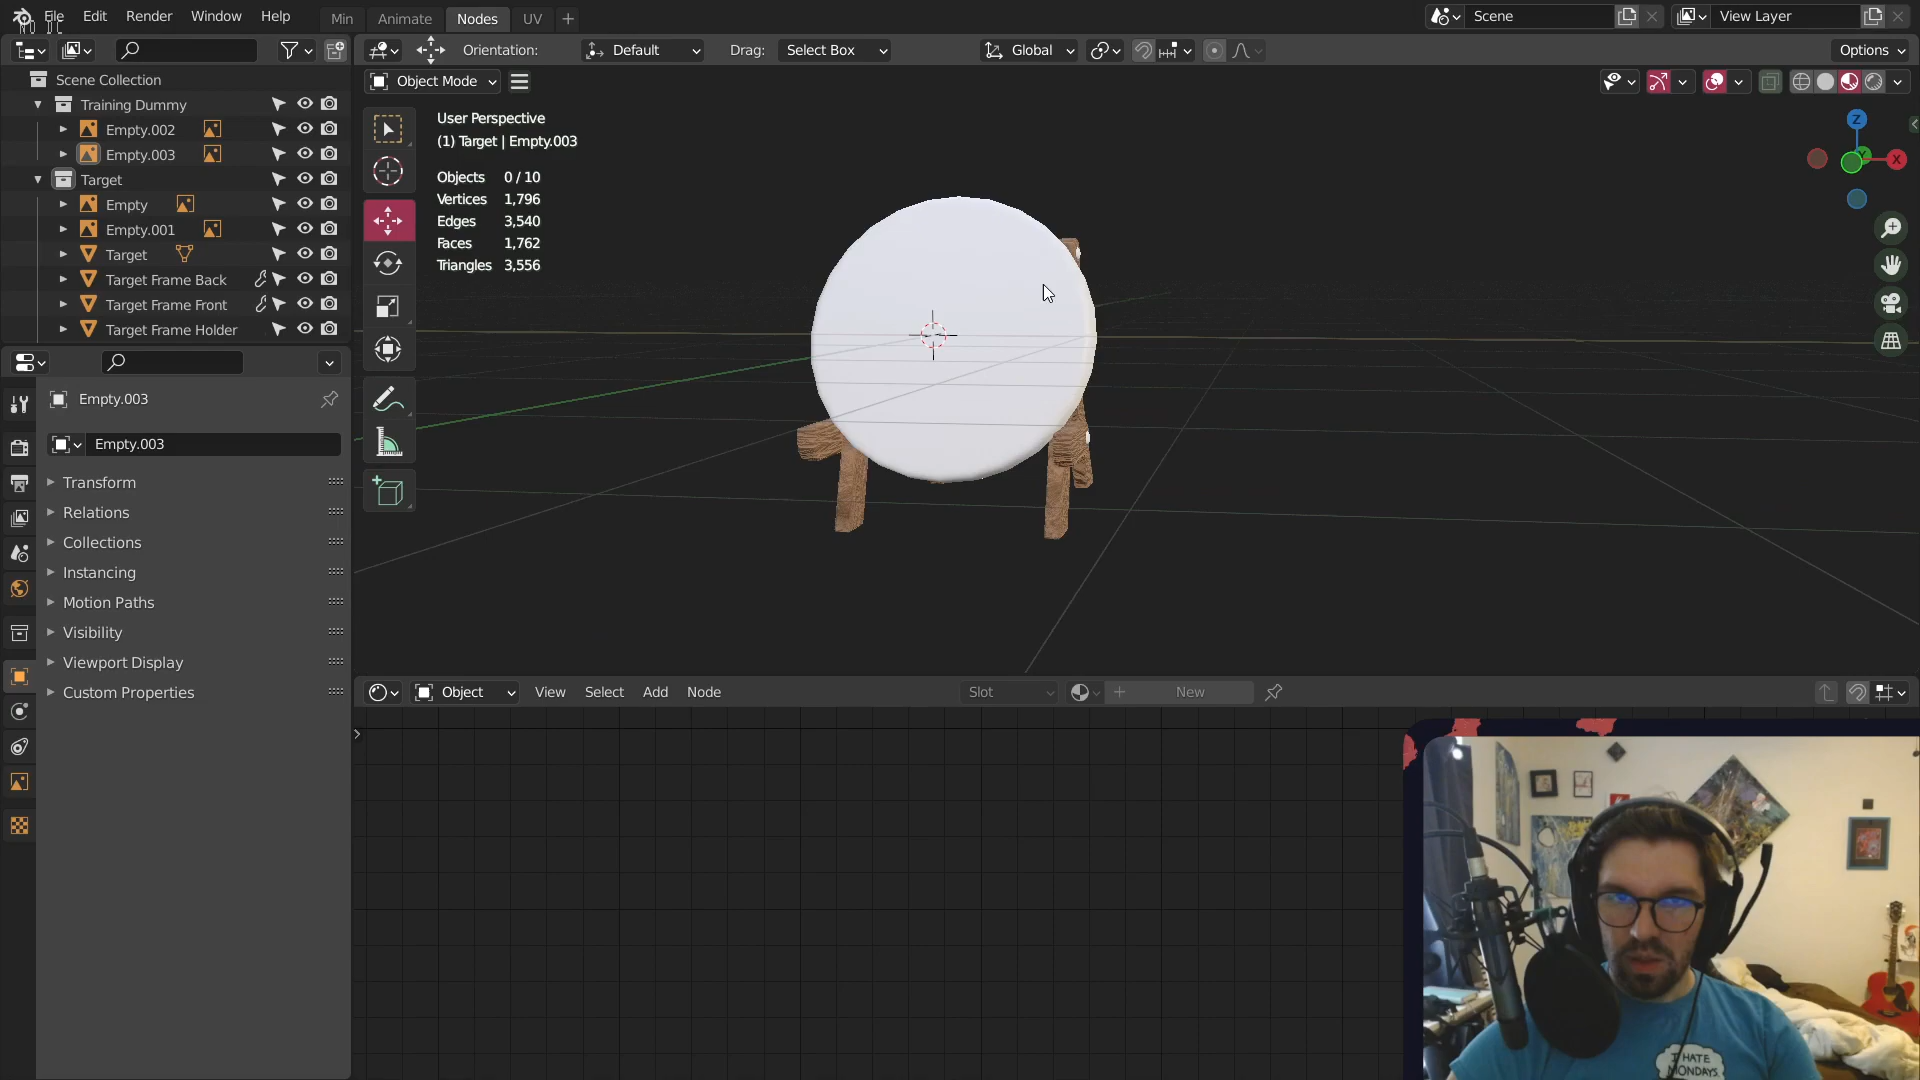 File Edit Render Window Help
Min Animate Nodes UV
Scene
View Layer
Orientation: Default Drag: Select Box
Global
Options
Object Mode
Scene Collection
Training Dummy
Empty.002
Empty.003
Target
Empty
Empty.001
Target
Target Frame Back
Target Frame Front
Target Frame Holder
User Perspective
(1) Target | Empty.003
Objects 0 / 10
Vertices 1,796
Edges 3,540
Faces 1,762
Triangles 3,556
Z
X
Empty.003
Empty.003
Transform
Relations
Collections
Instancing
Motion Paths
Visibility
Viewport Display
Custom Properties
Object View Select Add Node
Slot
New
I HATE
MONDAYS